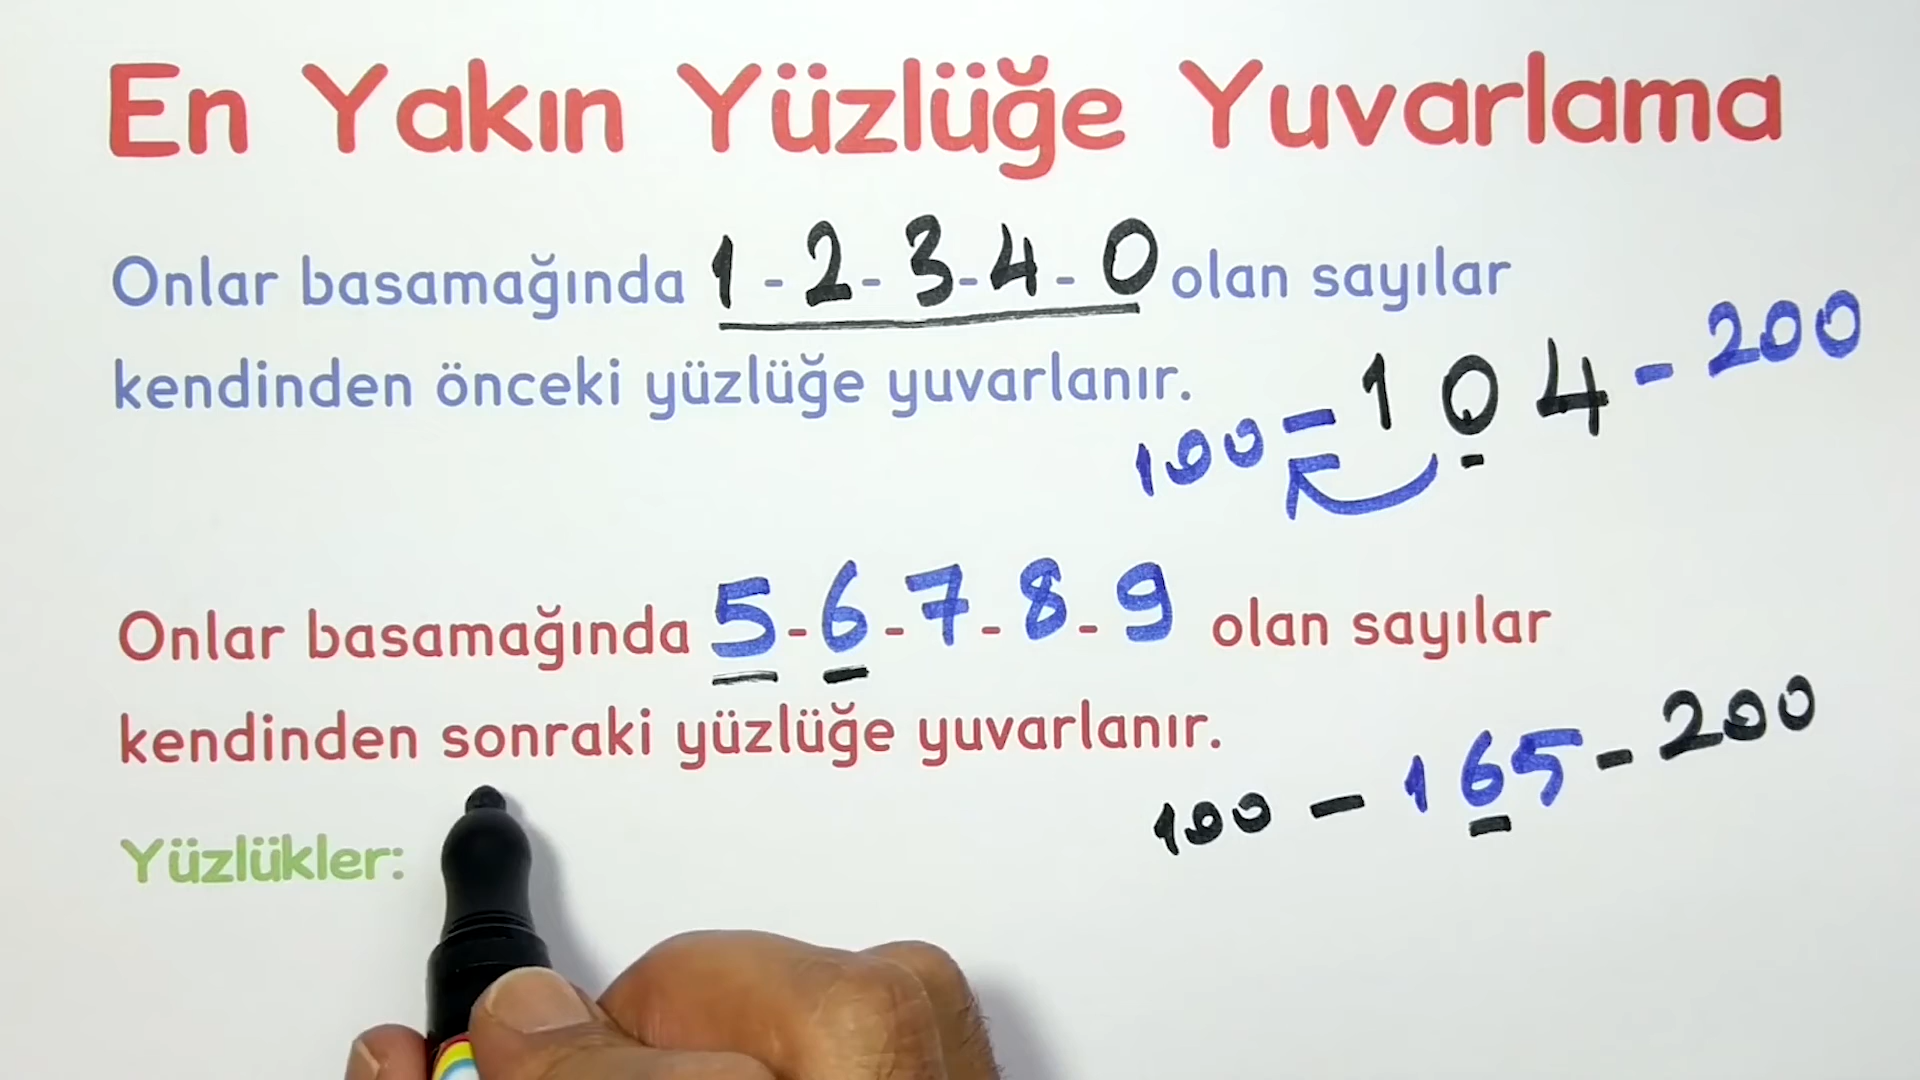 En Yakın Yüzlüğe Yuvarlama
Onlar basamağında 1 - 2 - 3 - 4 - 0 olan sayılar
kendinden önceki yüzlüğe yuvarlanır.
100 - 104 - 200
Onlar basamağında 5 - 6 - 7 - 8 - 9 olan sayılar
kendinden sonraki yüzlüğe yuvarlanır.
100 - 165 - 200
Yüzlükler: